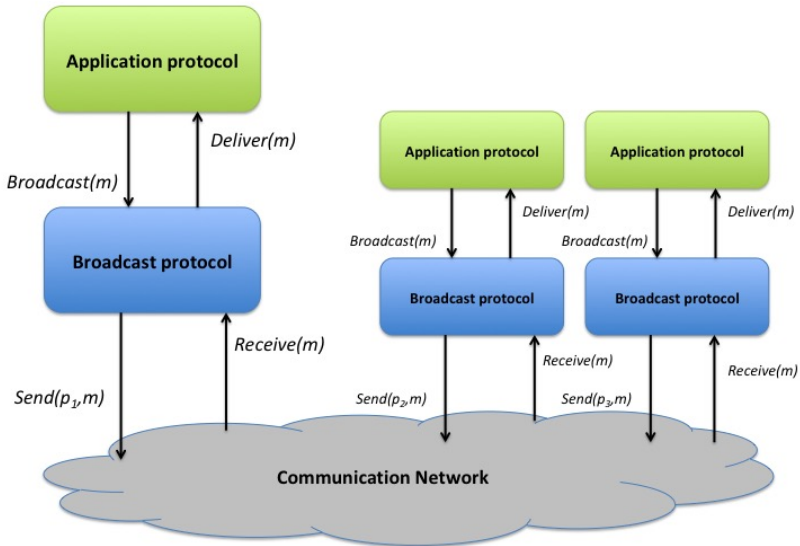 Application protocol
Deliver(m)
Broadcast(m)
Broadcast protocol
Receive(m)
Send(p₁,m)
Application protocol
Deliver(m)
Broadcast(m)
Broadcast protocol
Receive(m)
Send(p₂,m)
Application protocol
Deliver(m)
Broadcast(m)
Broadcast protocol
Receive(m)
Send(p₃,m)
Communication Network